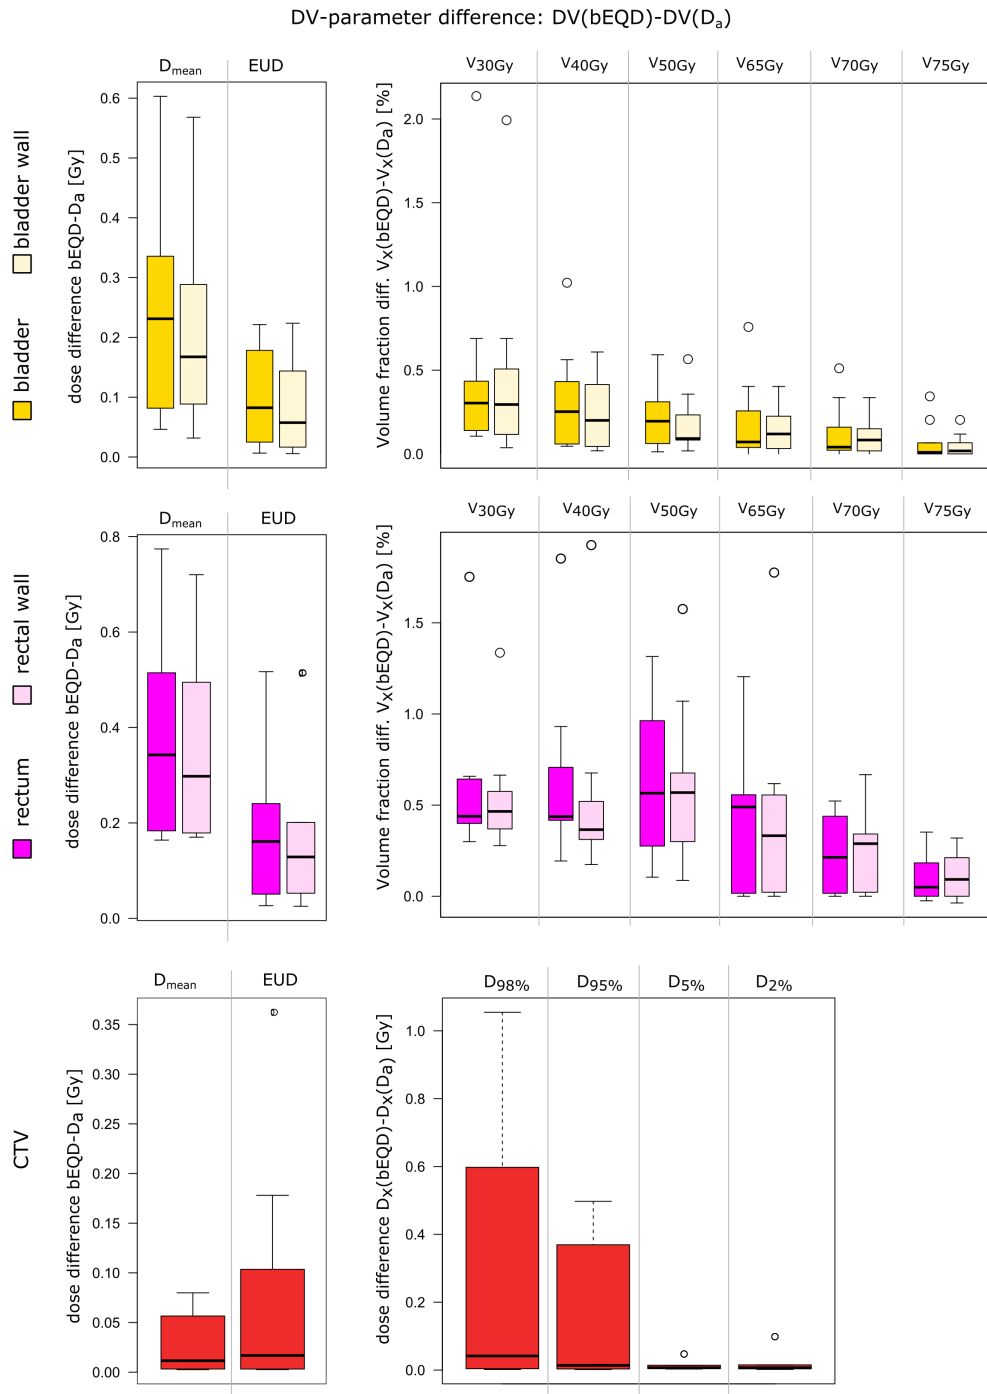 DV-parameter difference: DV(bEQD)-DV(Da)
bladder bladder wall
dose difference bEQD-Da [Gy]
Dmean EUD
0.6
0.5
0.4
0.3
0.2
0.1
0.0
Volume fraction diff. Vx(bEQD)-Vx(Da) [%]
V30Gy V40Gy V50Gy V65Gy V70Gy V75Gy
2.0
1.5
1.0
0.5
0.0
rectum rectal wall
dose difference bEQD-Da [Gy]
Dmean EUD
0.8
0.6
0.4
0.2
0.0
Volume fraction diff. Vx(bEQD)-Vx(Da) [%]
V30Gy V40Gy V50Gy V65Gy V70Gy V75Gy
1.5
1.0
0.5
0.0
CTV
dose difference bEQD-Da [Gy]
Dmean EUD
0.35
0.30
0.25
0.20
0.15
0.10
0.05
0.00
dose difference Dx(bEQD)-Dx(Da) [Gy]
D98% D95% D5% D2%
1.0
0.8
0.6
0.4
0.2
0.0